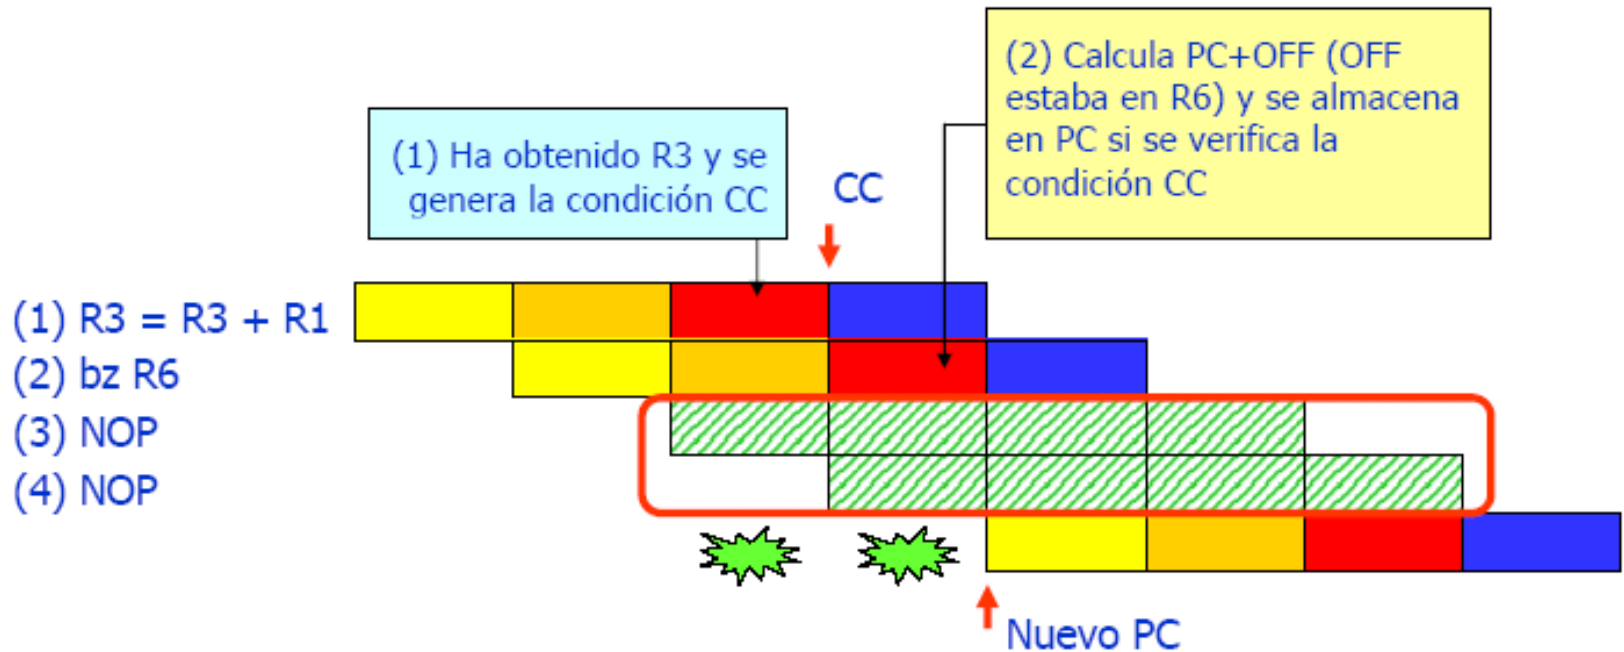 (2) Calcula PC+OFF (OFF
estaba en R6) y se almacena
en PC si se verifica la
condición CC
(1) Ha obtenido R3 y se
genera la condición CC
CC
(1) R3 = R3 + R1
(2) bz R6
(3) NOP
(4) NOP
Nuevo PC